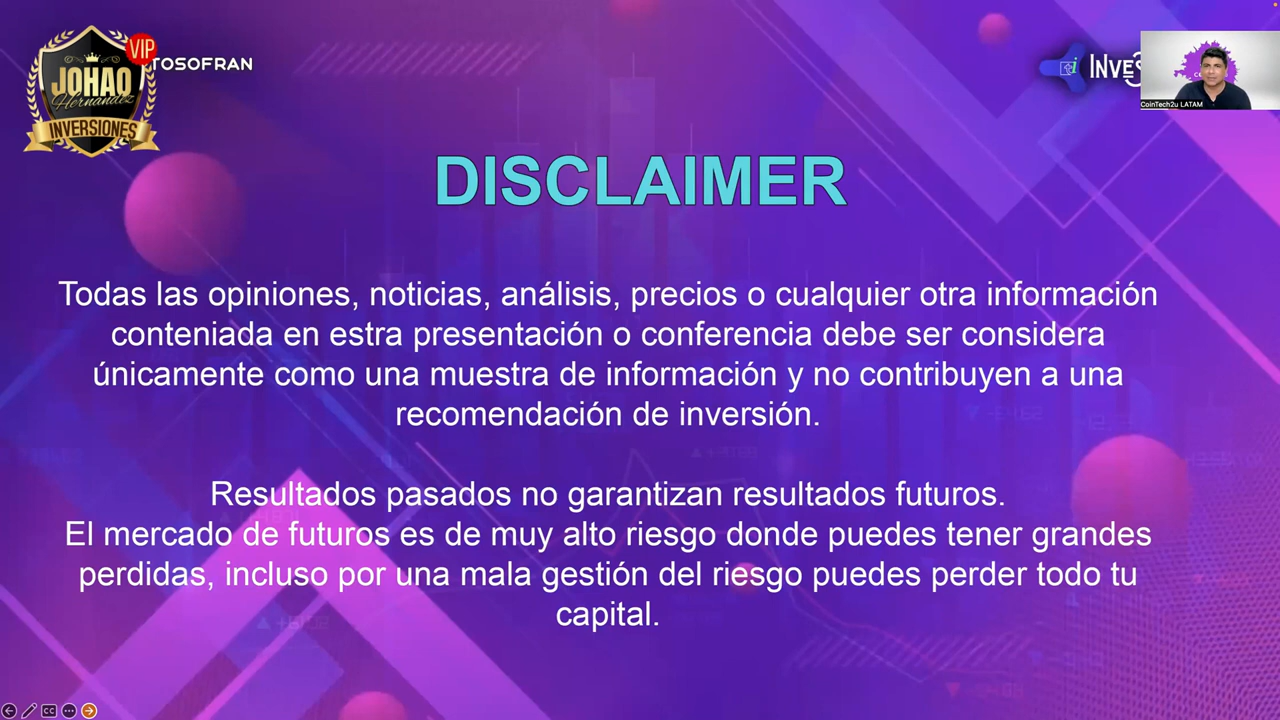 VIP
JOHAO
Hernandez
INVERSIONES
TOSOFRAN
INVES
CoinTech2u LATAM
DISCLAIMER
Todas las opiniones, noticias, análisis, precios o cualquier otra información
conteniada en estra presentación o conferencia debe ser considera
únicamente como una muestra de información y no contribuyen a una
recomendación de inversión.
Resultados pasados no garantizan resultados futuros.
El mercado de futuros es de muy alto riesgo donde puedes tener grandes
perdidas, incluso por una mala gestión del riesgo puedes perder todo tu
capital.
CC